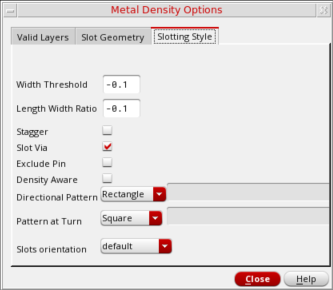 Metal Density Options
Valid Layers Slot Geometry Slotting Style
Width Threshold -0.1
Length Width Ratio -0.1
Stagger
Slot Via
Exclude Pin
Density Aware
Directional Pattern Rectangle
Pattern at Turn Square
Slots orientation default
Close Help